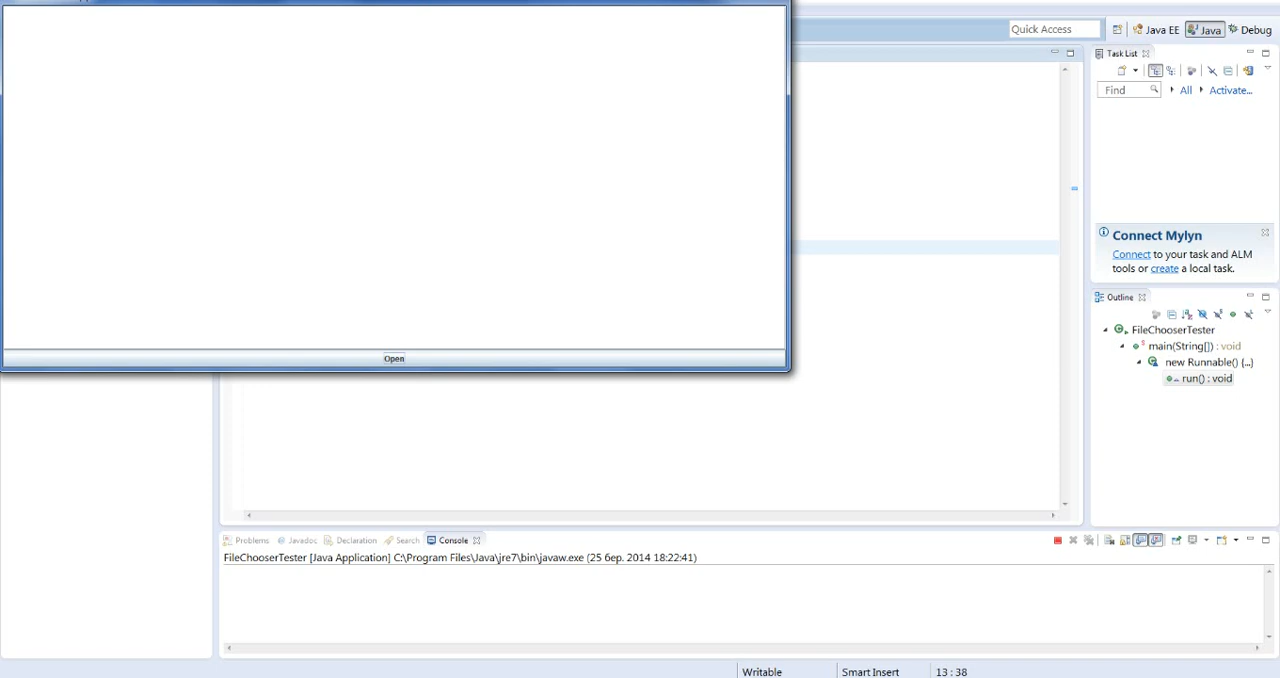 Quick Access
Java EE
Java
Debug
Task List
Find
All
Activate...
Connect Mylyn
Connect to your task and ALM
tools or create a local task.
Outline
FileChooserTester
main(String[]) : void
new Runnable() {...}
run() : void
Open
Problems
Javadoc
Declaration
Search
Console
FileChooserTester [Java Application] C:\Program Files\Java\jre7\bin\javaw.exe (25 бер. 2014 18:22:41)
Writable
Smart Insert
13 : 38